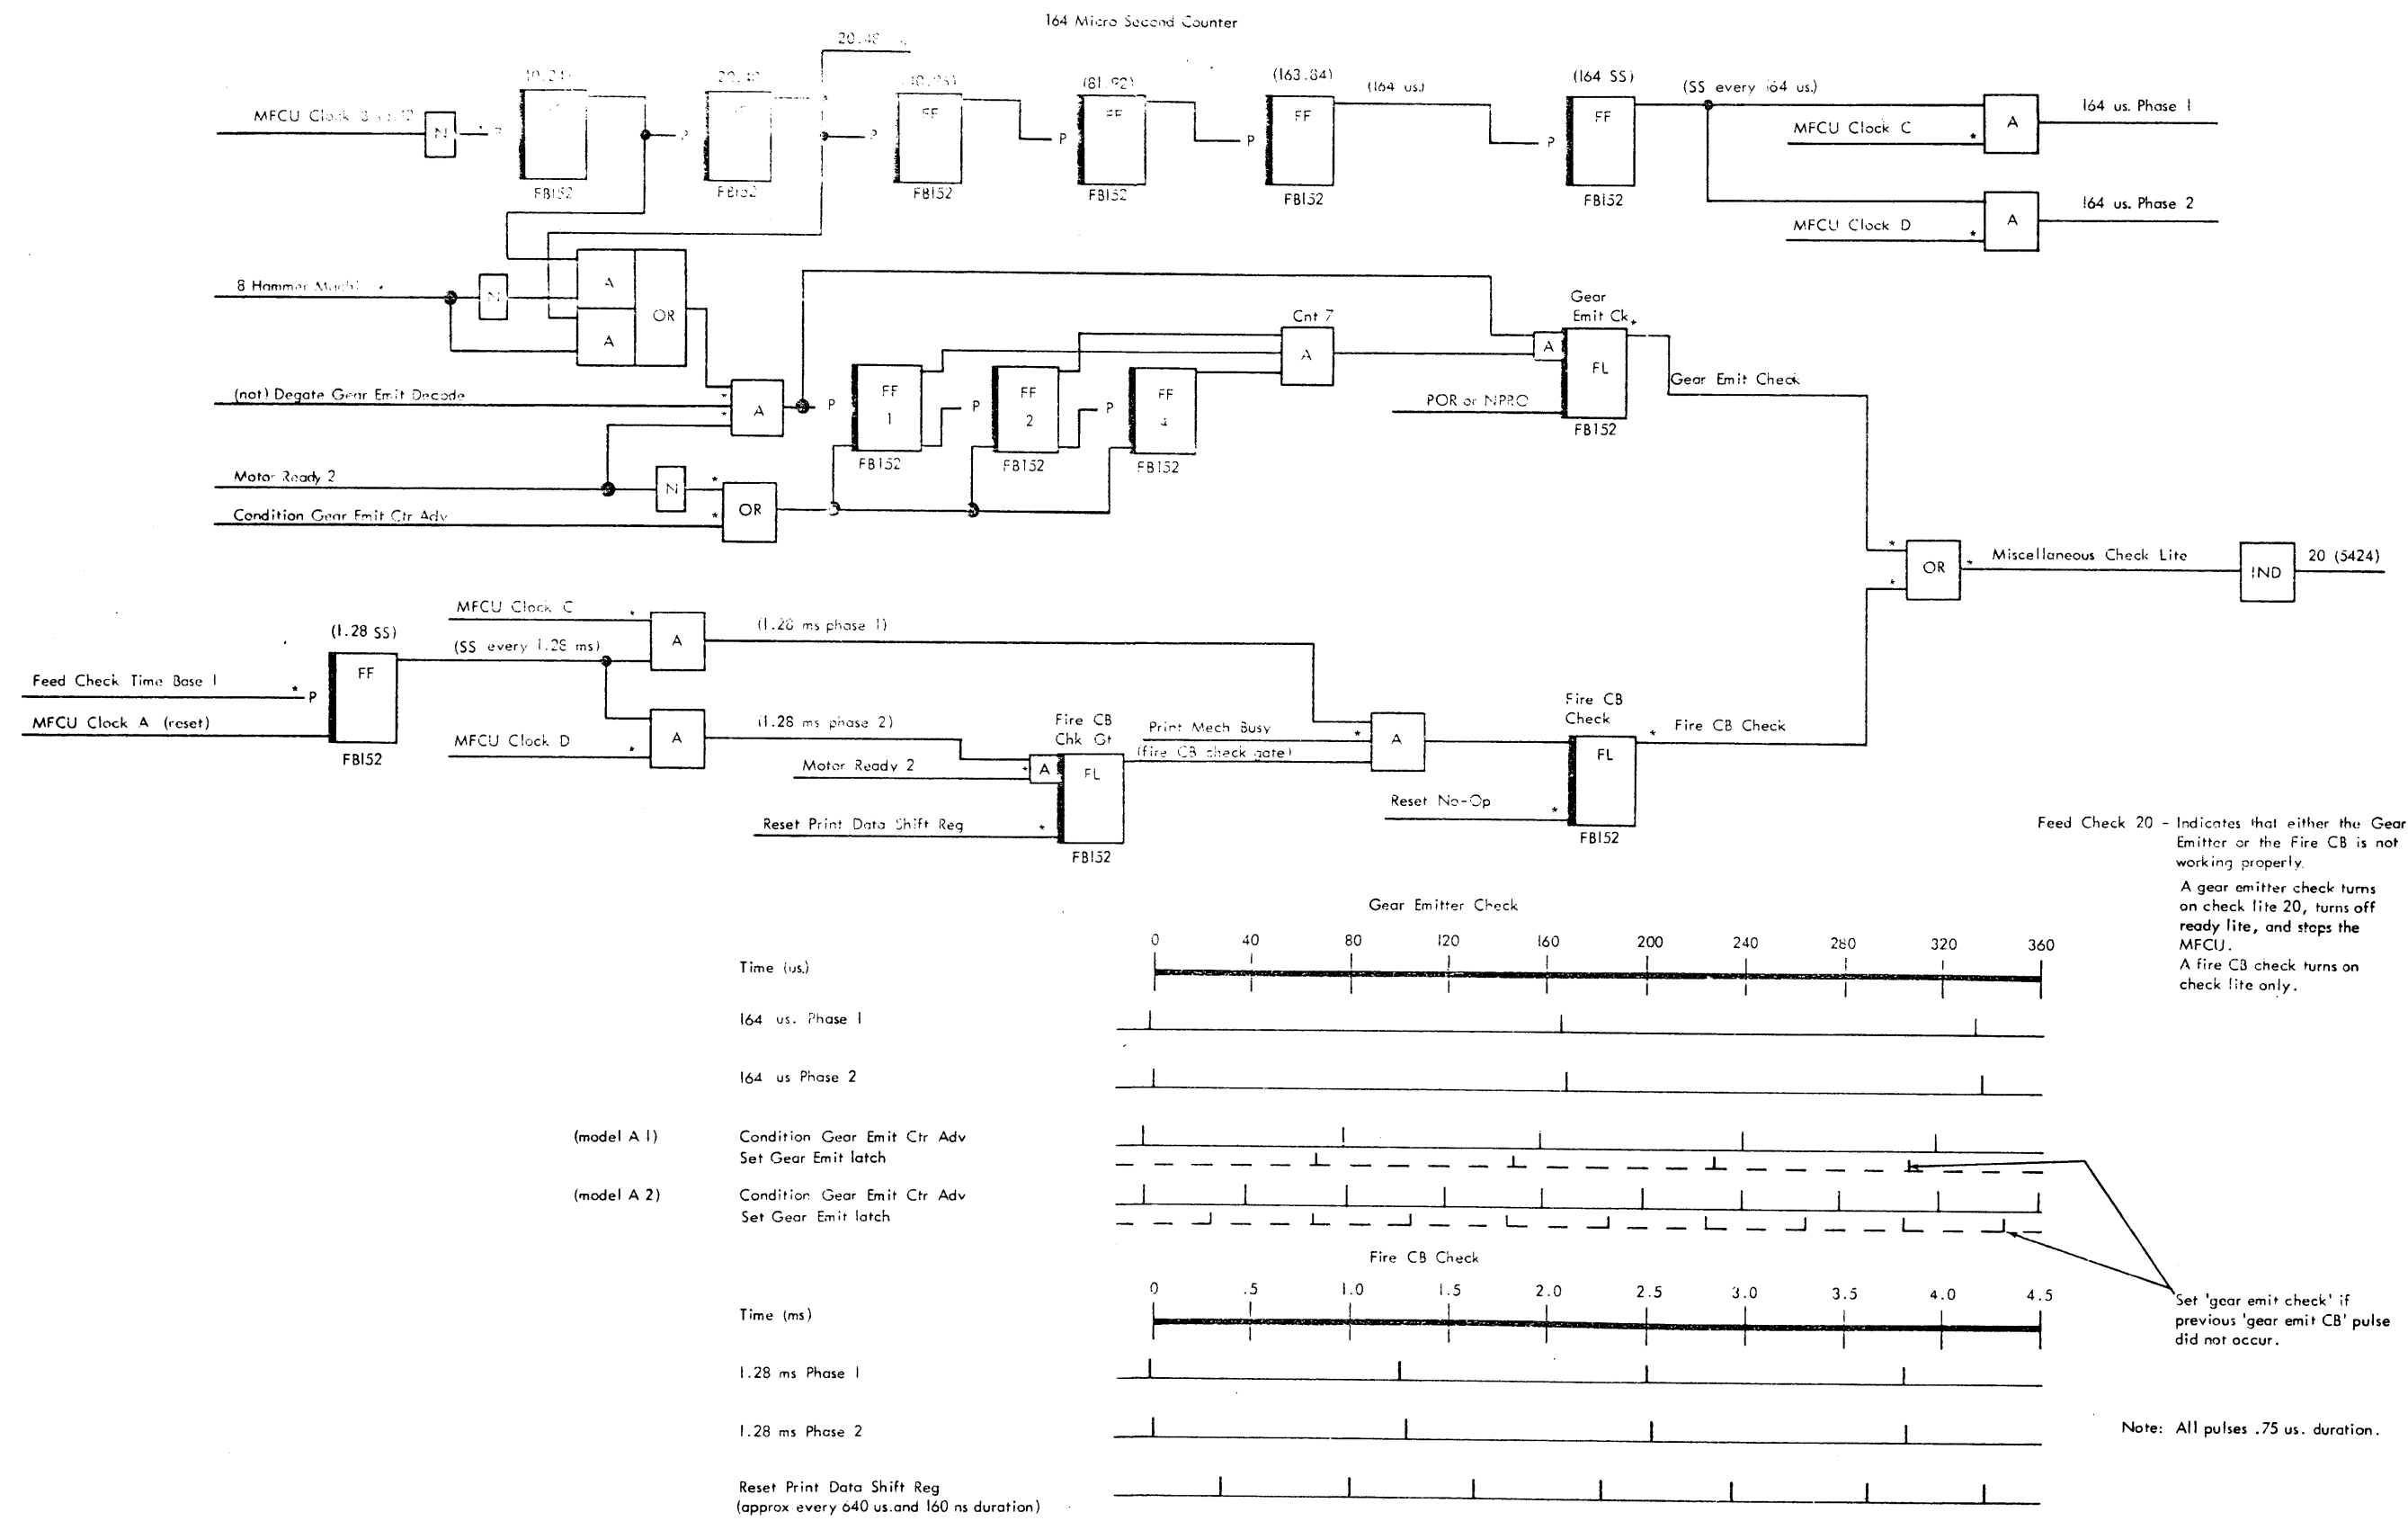 164 Micro Second Counter
20.48
MFCU Clock
N
P
FB152
P
FB152
P
FF
FB152
(81.92)
P
FF
FB152
(163.84)
P
FF
FB152
(164 us.)
(164 SS)
P
FF
FB152
(SS every 164 us.)
MFCU Clock C
*
A
164 us. Phase 1
MFCU Clock D
*
A
164 us. Phase 2
8 Hammer
N
A
A
OR
(not) Degate Gear Emit Decode
*
*
A
P
FF
1
FB152
P
FF
2
FB152
P
FF
4
FB152
Cnt 7
A
Gear
Emit Ck
*
A
FL
POR or NPRO
FB152
Gear Emit Check
Motor Ready 2
N
*
Condition Gear Emit Ctr Adv
*
OR
*
*
OR
*
Miscellaneous Check Lite
IND
20 (5424)
Feed Check Time Base 1
*
P
MFCU Clock A (reset)
(1.28 SS)
FF
FB152
(SS every 1.28 ms)
MFCU Clock C
*
A
(1.28 ms phase 1)
MFCU Clock D
*
A
(1.28 ms phase 2)
Motor Ready 2
*
A
Fire CB
Chk Gt
FL
Reset Print Data Shift Reg
*
FB152
Print Mech Busy
*
(fire CB check gate)
A
Fire CB
Check
FL
Reset No-Op
*
FB152
*
Fire CB Check
Feed Check 20 - Indicates that either the Gear
Emitter or the Fire CB is not
working properly.
A gear emitter check turns
on check lite 20, turns off
ready lite, and stops the
MFCU.
A fire CB check turns on
check lite only.
Gear Emitter Check
0 40 80 120 160 200 240 280 320 360
Time (us.)
164 us. Phase 1
164 us Phase 2
(model A 1) Condition Gear Emit Ctr Adv
Set Gear Emit latch
(model A 2) Condition Gear Emit Ctr Adv
Set Gear Emit latch
Fire CB Check
0 .5 1.0 1.5 2.0 2.5 3.0 3.5 4.0 4.5
Time (ms)
Set 'gear emit check' if
previous 'gear emit CB' pulse
did not occur.
1.28 ms Phase 1
1.28 ms Phase 2
Note: All pulses .75 us. duration.
Reset Print Data Shift Reg
(approx every 640 us.and 160 ns duration)